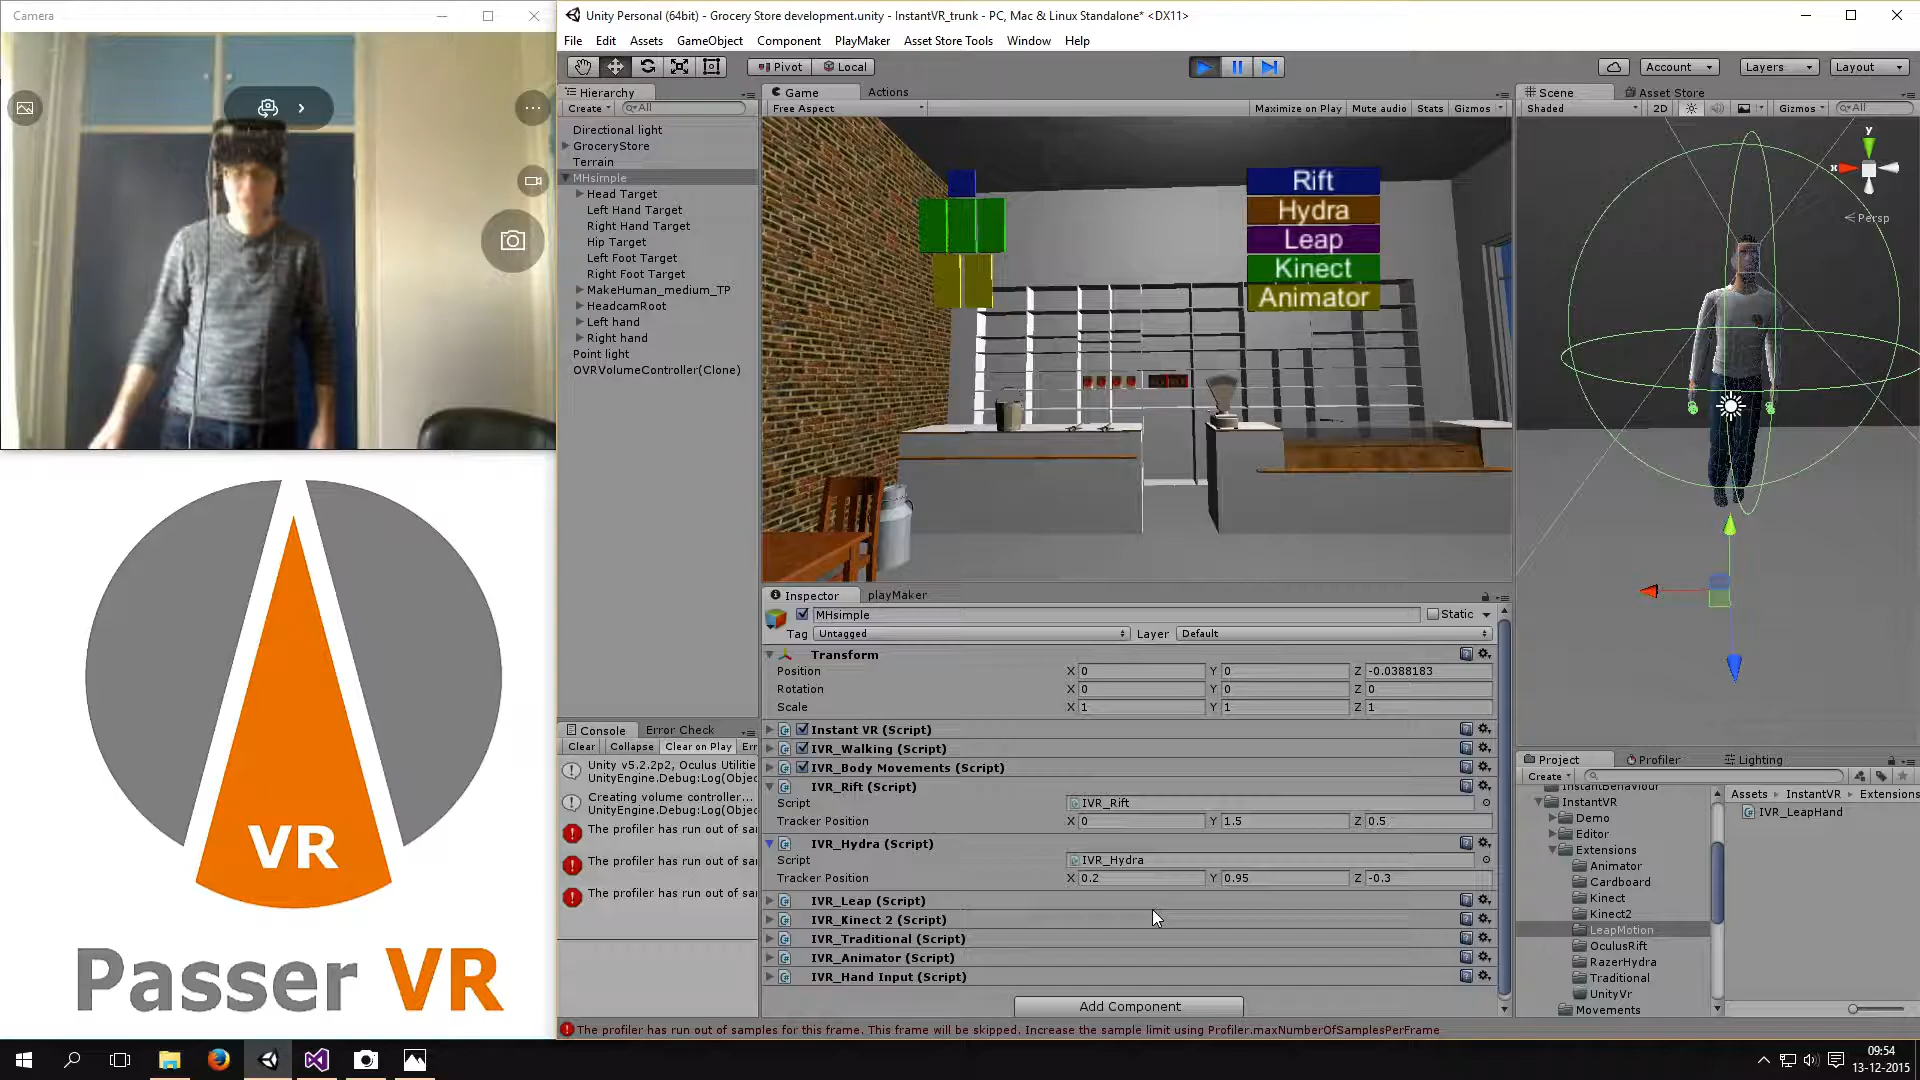 Camera
VR
Passer VR
Unity Personal (64bit) - Grocery Store development.unity - InstantVR_trunk - PC, Mac & Linux Standalone* <DX11>
File Edit Assets GameObject Component PlayMaker Asset Store Tools Window Help
Pivot Local Account Layers Layout
Hierarchy
Create All
Directional light
GroceryStore
Terrain
MHsimple
Head Target
Left Hand Target
Right Hand Target
Hip Target
Left Foot Target
Right Foot Target
MakeHuman_medium_TP
HeadcamRoot
Left hand
Right hand
Point light
OVRVolumeController(Clone)
Game Actions
Free Aspect Maximize on Play Mute audio Stats Gizmos
Rift
Hydra
Leap
Kinect
Animator
Scene Asset Store
Shaded 2D Gizmos All
y
x
Persp
Console Error Check
Clear Collapse Clear on Play Err
Unity v5.2.2p2, Oculus Utilitie
UnityEngine.Debug:Log(Objec
Creating volume controller...
UnityEngine.Debug:Log(Objec
The profiler has run out of sar
The profiler has run out of sar
The profiler has run out of sar
Inspector playMaker
MHsimple Static
Tag Untagged Layer Default
Transform
Position X 0 Y 0 Z -0.0388183
Rotation X 0 Y 0 Z 0
Scale X 1 Y 1 Z 1
Instant VR (Script)
IVR_Walking (Script)
IVR_Body Movements (Script)
IVR_Rift (Script)
Script IVR_Rift
Tracker Position X 0 Y 1.5 Z 0.5
IVR_Hydra (Script)
Script IVR_Hydra
Tracker Position X 0.2 Y 0.95 Z -0.3
IVR_Leap (Script)
IVR_Kinect 2 (Script)
IVR_Traditional (Script)
IVR_Animator (Script)
IVR_Hand Input (Script)
Add Component
Project Profiler Lighting
Create
InstantBehaviour
InstantVR
Demo
Editor
Extensions
Animator
Cardboard
Kinect
Kinect2
LeapMotion
OculusRift
RazerHydra
Traditional
UnityVr
Movements
Assets InstantVR Extensions
IVR_LeapHand
The profiler has run out of samples for this frame. This frame will be skipped. Increase the sample limit using Profiler.maxNumberOfSamplesPerFrame
09:54
13-12-2015